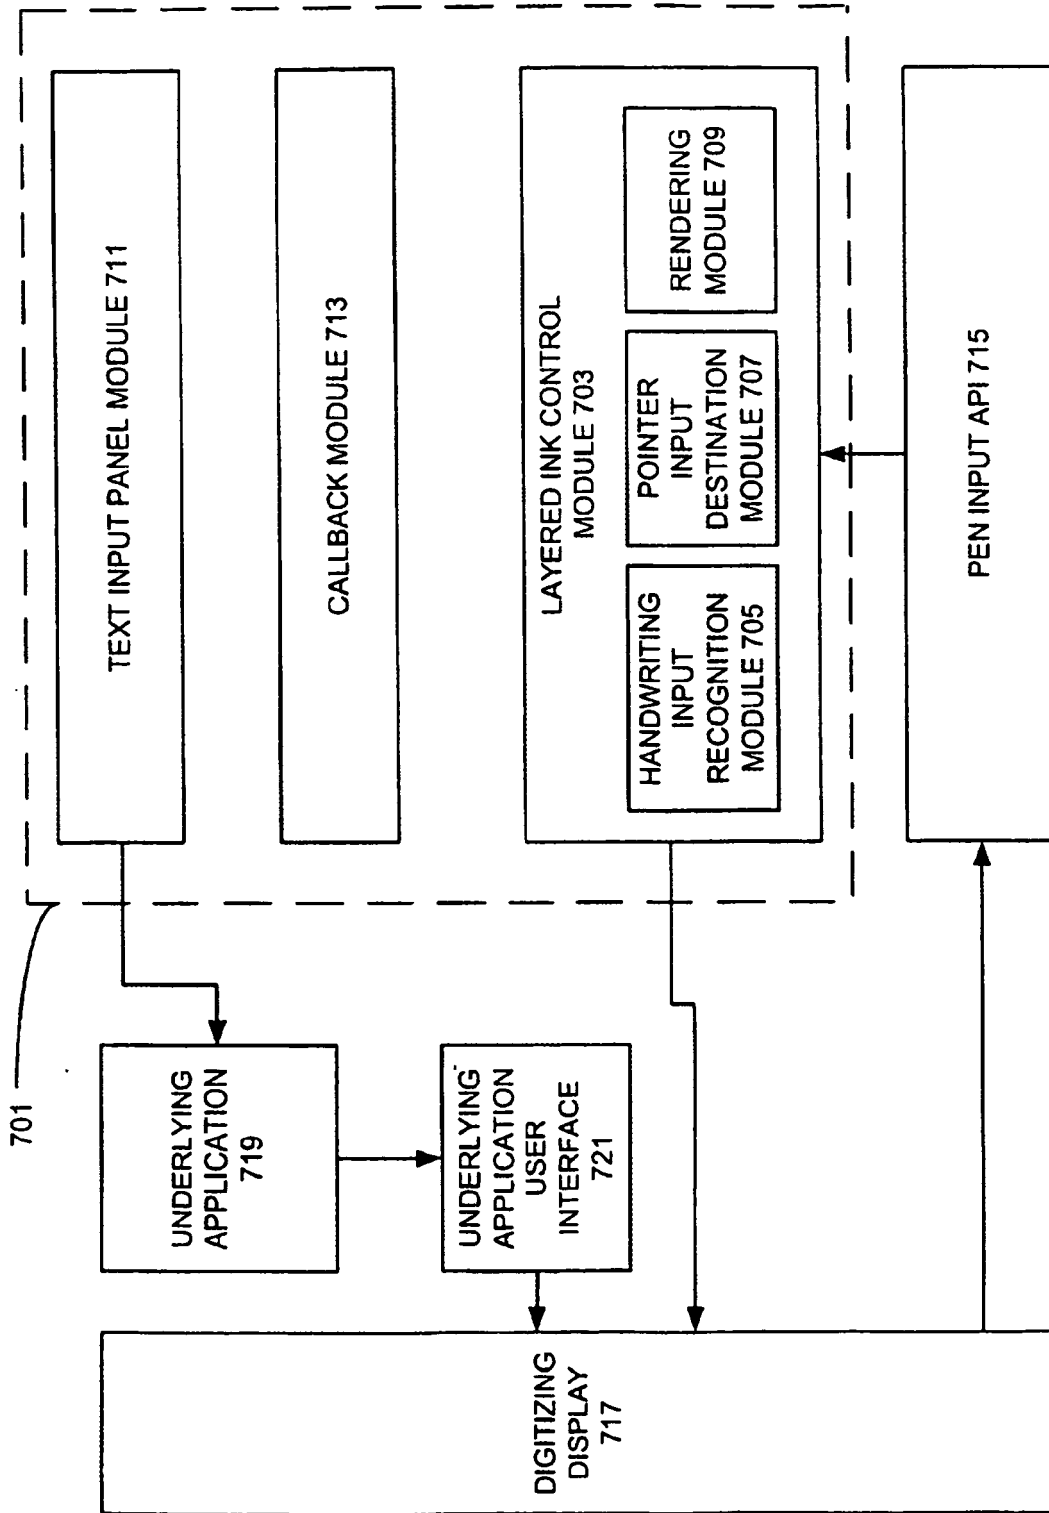 701
TEXT INPUT PANEL MODULE 711
CALLBACK MODULE 713
LAYERED INK CONTROL
MODULE 703
HANDWRITING
INPUT
RECOGNITION
MODULE 705
POINTER
INPUT
DESTINATION
MODULE 707
RENDERING
MODULE 709
PEN INPUT API 715
UNDERLYING
APPLICATION
719
UNDERLYING
APPLICATION
USER
INTERFACE
721
DIGITIZING
DISPLAY
717